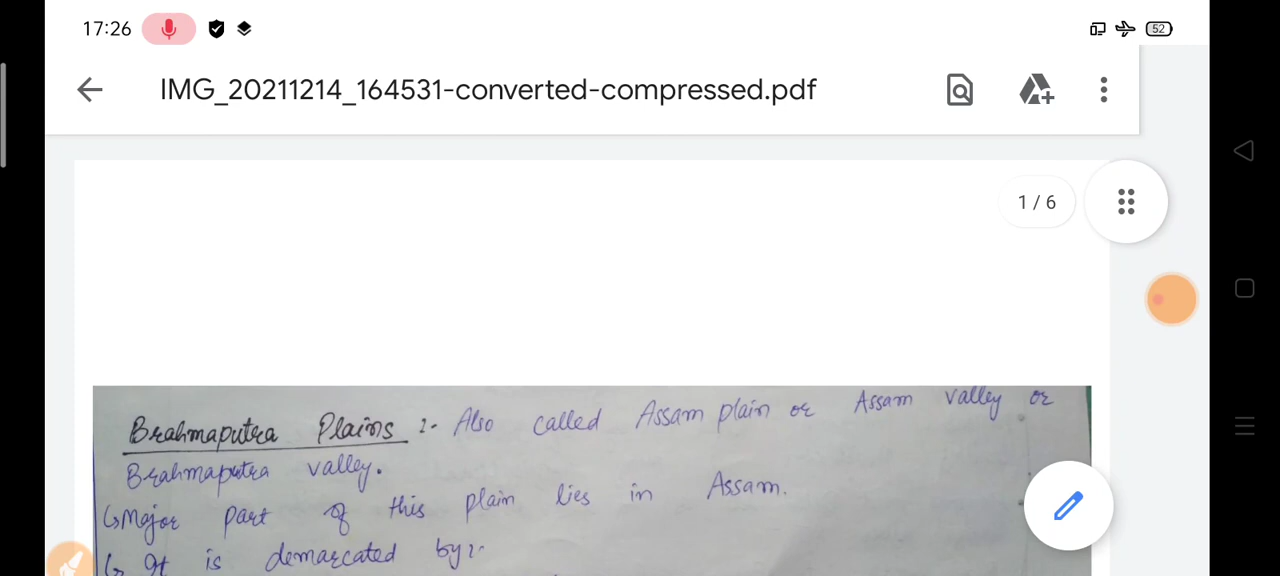 17:26
52
IMG_20211214_164531-converted-compressed.pdf
1 / 6
Brahmaputra Plains :- Also called Assam plain or Assam valley or
Brahmaputra valley.
↳ Major part of this plain lies in Assam.
↳ It is demarcated by :-